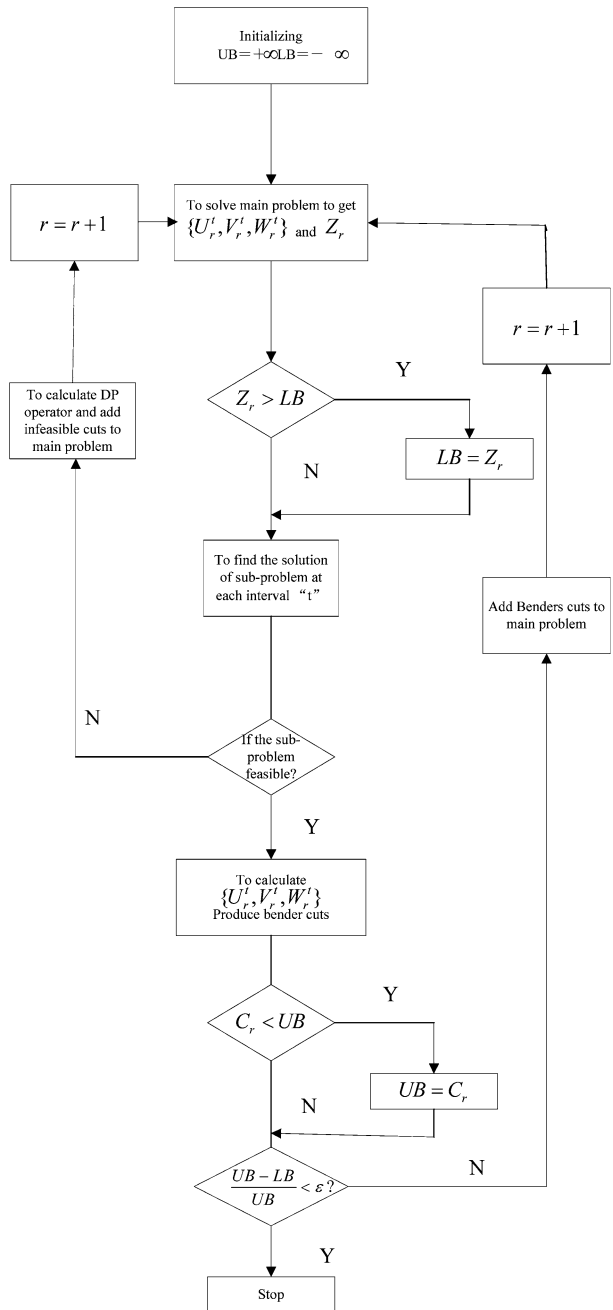 Initializing
UB=+∞LB=- ∞
To solve main problem to get
{U_r^t, V_r^t, W_r^t} and Z_r
r = r+1
r = r+1
To calculate DP
operator and add
infeasible cuts to
main problem
Z_r > LB
Y
LB = Z_r
N
To find the solution
of sub-problem at
each interval “t”
Add Benders cuts to
main problem
N
If the sub-
problem
feasible?
Y
To calculate
{U_r^t, V_r^t, W_r^t}
Produce bender cuts
Y
C_r < UB
UB = C_r
N
UB − LB
UB
< ε ?
N
Y
Stop